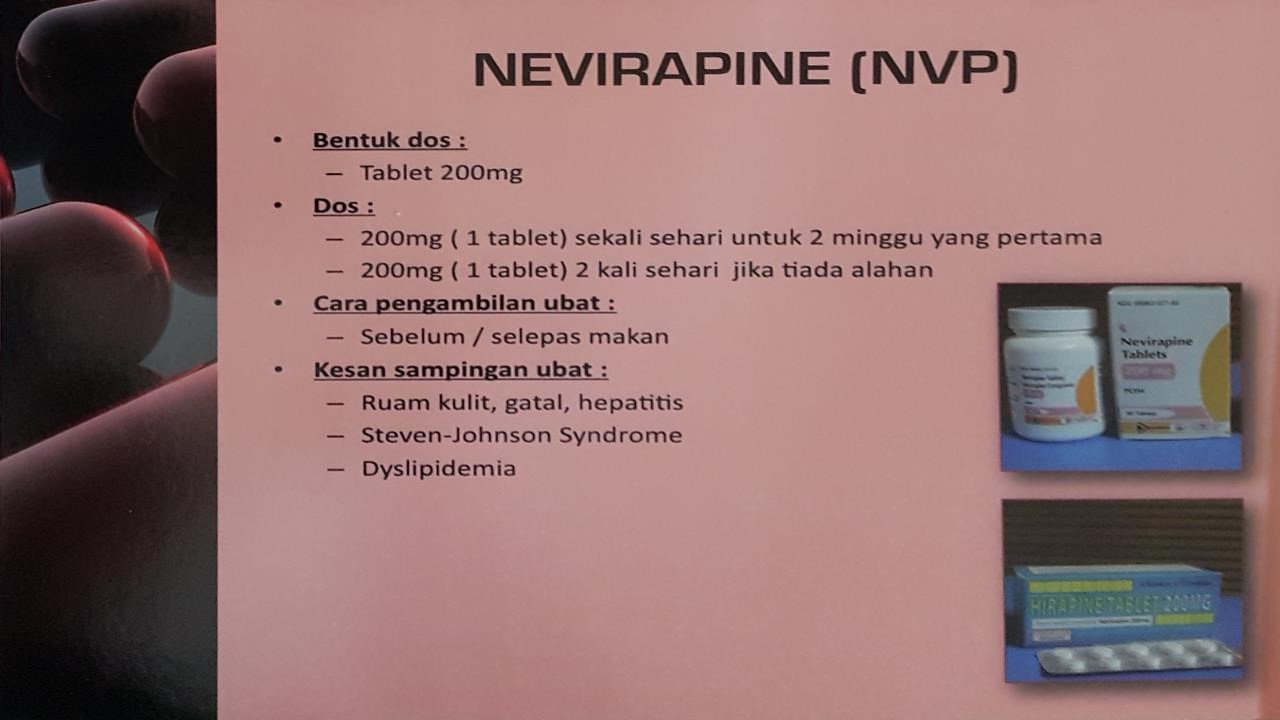 NEVIRAPINE (NVP)
• Bentuk dos :
– Tablet 200mg
• Dos :
– 200mg ( 1 tablet) sekali sehari untuk 2 minggu yang pertama
– 200mg ( 1 tablet) 2 kali sehari jika tiada alahan
• Cara pengambilan ubat :
– Sebelum / selepas makan
• Kesan sampingan ubat :
– Ruam kulit, gatal, hepatitis
– Steven-Johnson Syndrome
– Dyslipidemia
Nevirapine
Tablets
200 mg
HIRAPINE TABLET 200MG